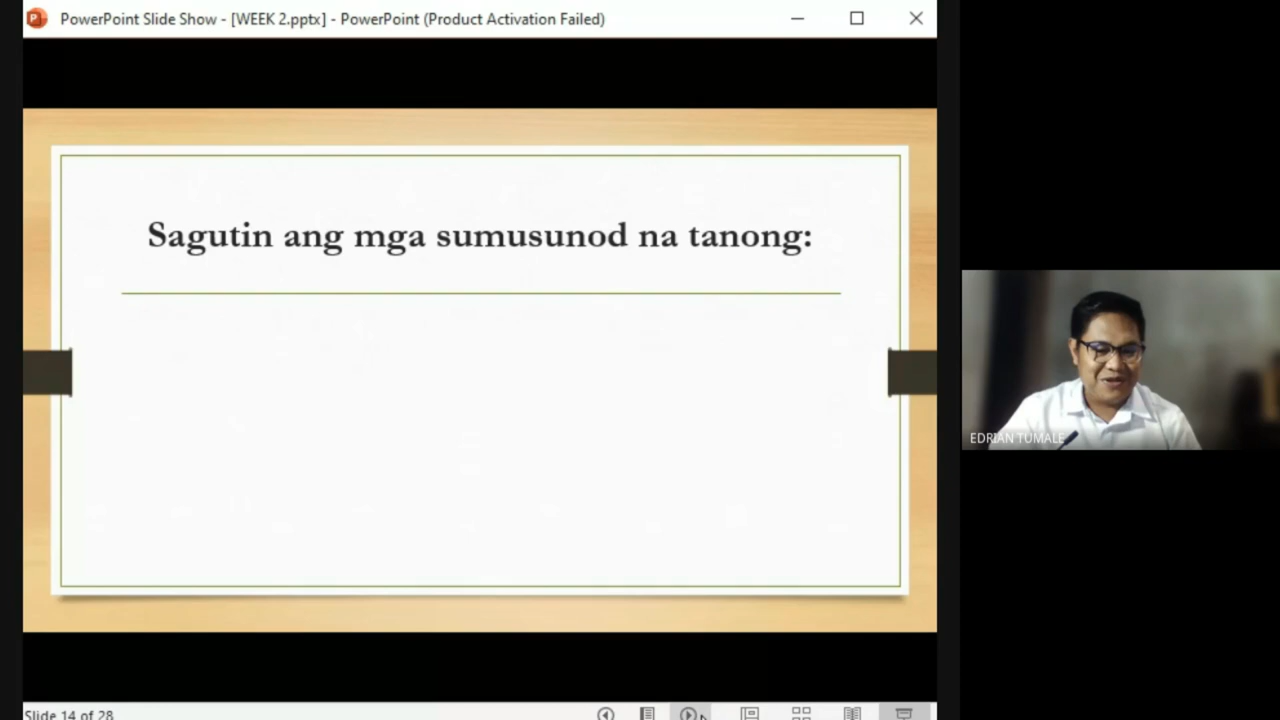 PowerPoint Slide Show - [WEEK 2.pptx] - PowerPoint (Product Activation Failed)
Sagutin ang mga sumusunod na tanong:
EDRIAN TUMALE
Slide 14 of 28